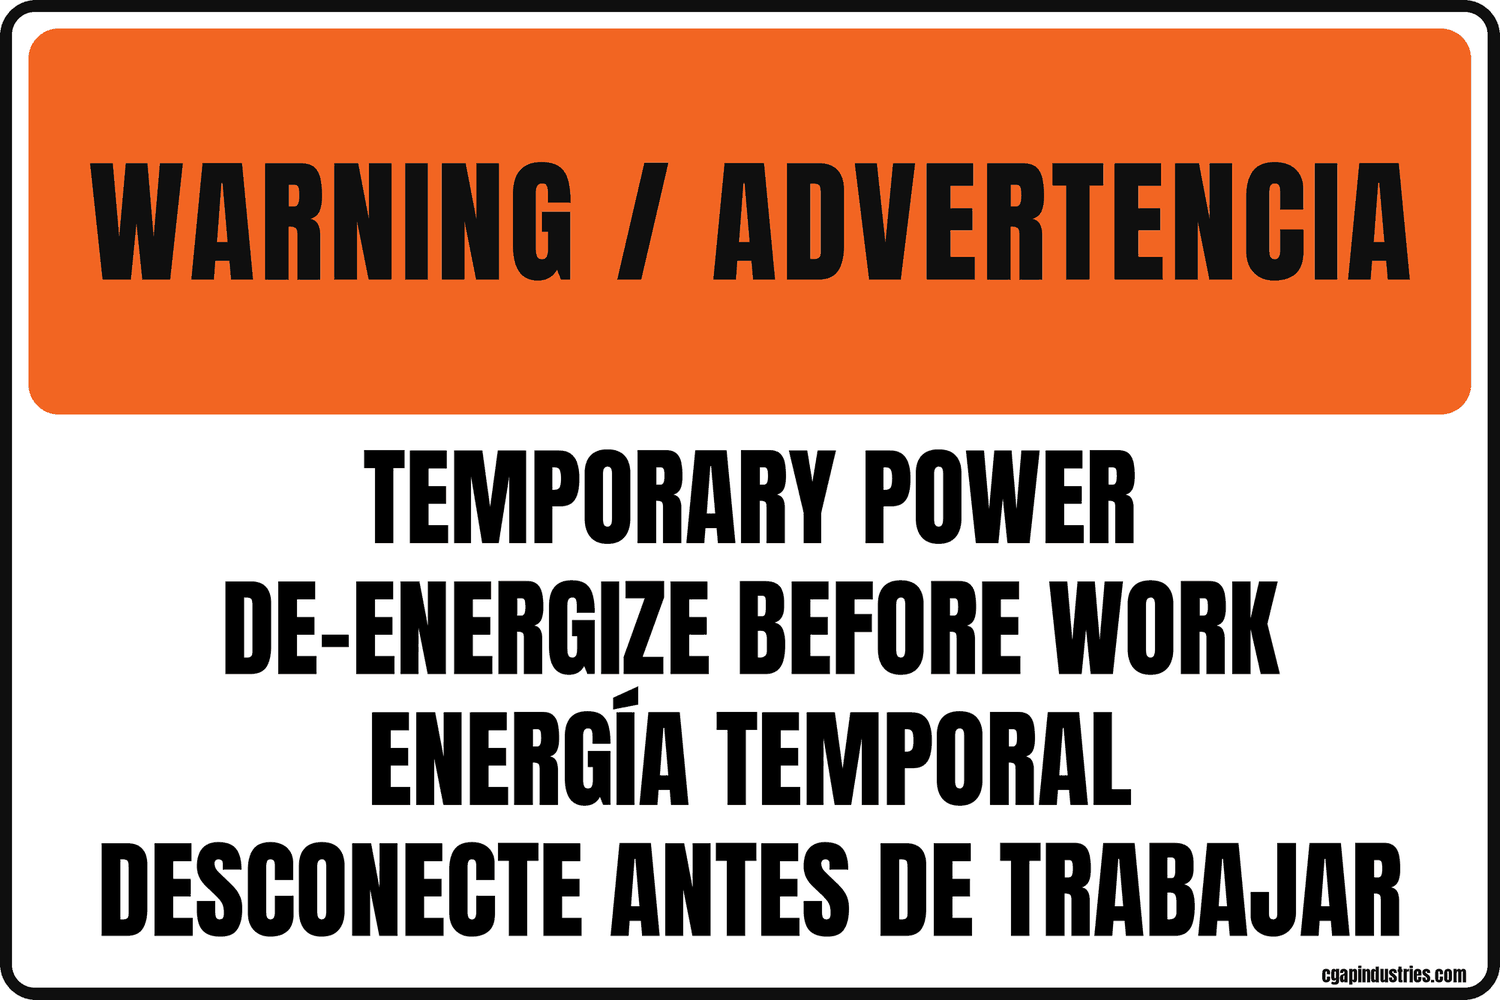 WARNING / ADVERTENCIA
TEMPORARY POWER
DE-ENERGIZE BEFORE WORK
ENERGÍA TEMPORAL
DESCONECTE ANTES DE TRABAJAR
cgapindustries.com